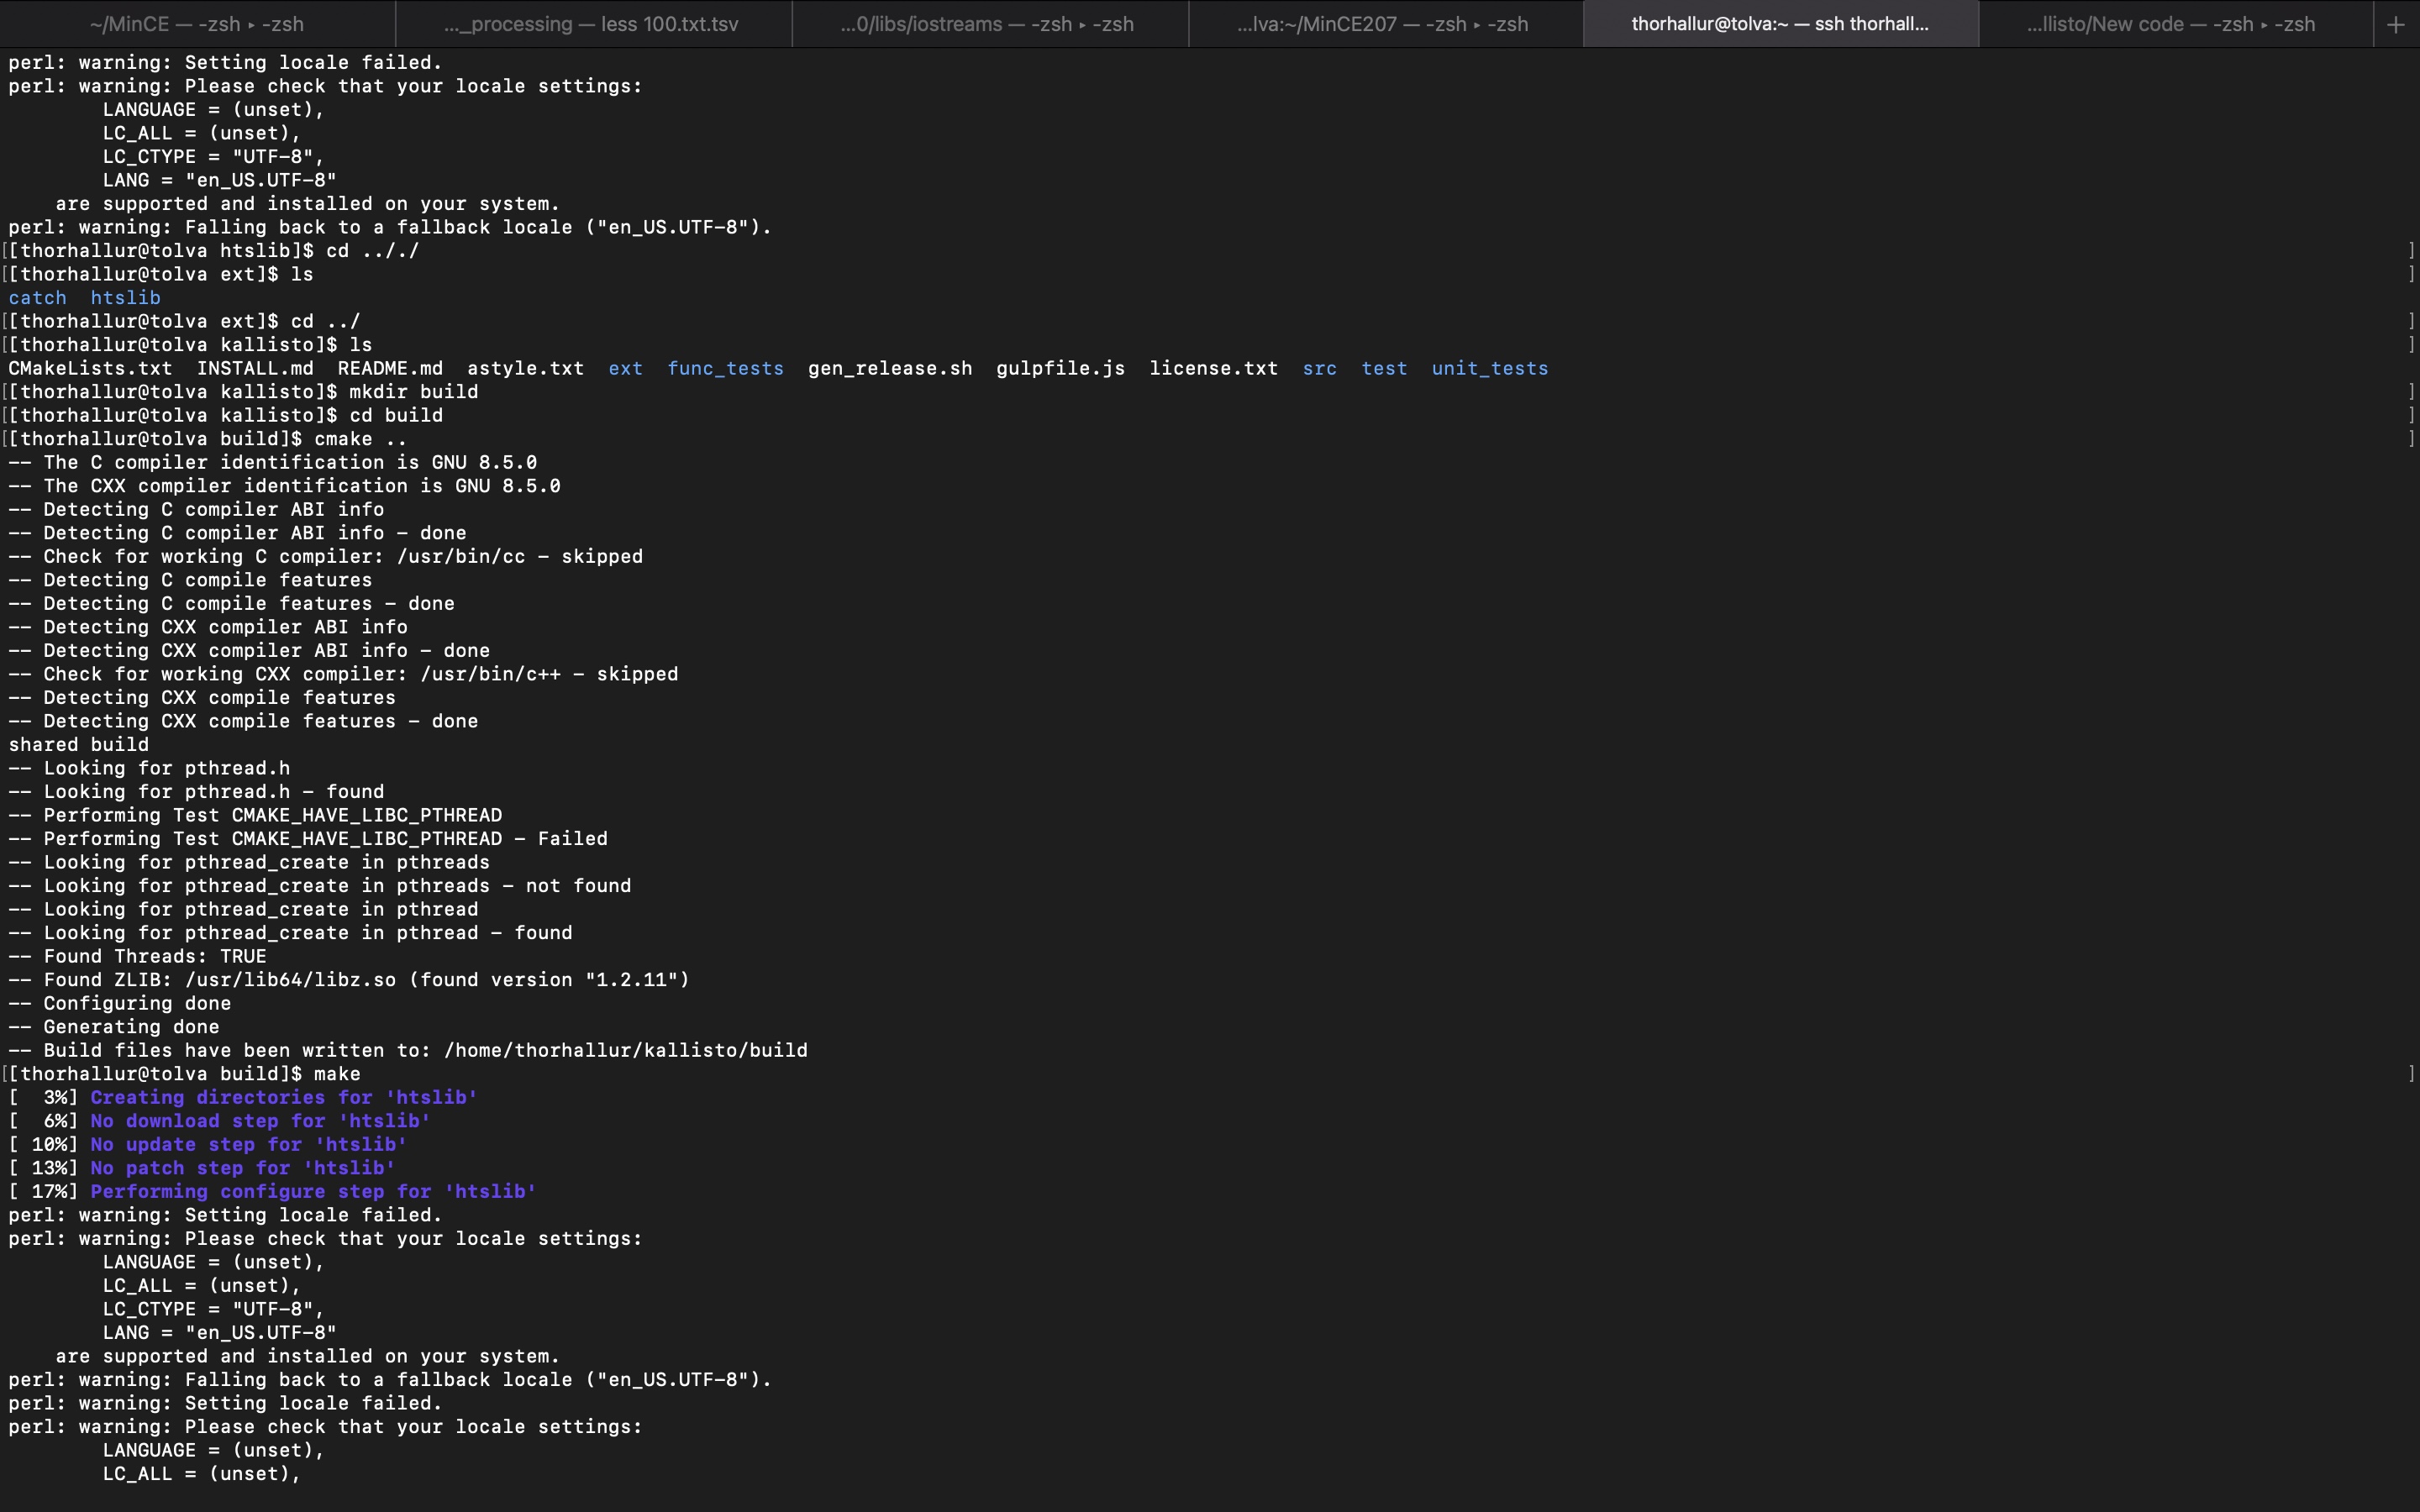 ~/MinCE — -zsh ▸ -zsh
..._processing — less 100.txt.tsv
...0/libs/iostreams — -zsh ▸ -zsh
...lva:~/MinCE207 — -zsh ▸ -zsh
thorhallur@tolva:~ — ssh thorhall...
...llisto/New code — -zsh ▸ -zsh
+
perl: warning: Setting locale failed.
perl: warning: Please check that your locale settings:
        LANGUAGE = (unset),
        LC_ALL = (unset),
        LC_CTYPE = "UTF-8",
        LANG = "en_US.UTF-8"
    are supported and installed on your system.
perl: warning: Falling back to a fallback locale ("en_US.UTF-8").
[[thorhallur@tolva htslib]$ cd .././ ]
[[thorhallur@tolva ext]$ ls ]
catch  htslib
[[thorhallur@tolva ext]$ cd ../ ]
[[thorhallur@tolva kallisto]$ ls ]
CMakeLists.txt  INSTALL.md  README.md  astyle.txt  ext  func_tests  gen_release.sh  gulpfile.js  license.txt  src  test  unit_tests
[[thorhallur@tolva kallisto]$ mkdir build ]
[[thorhallur@tolva kallisto]$ cd build ]
[[thorhallur@tolva build]$ cmake .. ]
-- The C compiler identification is GNU 8.5.0
-- The CXX compiler identification is GNU 8.5.0
-- Detecting C compiler ABI info
-- Detecting C compiler ABI info - done
-- Check for working C compiler: /usr/bin/cc - skipped
-- Detecting C compile features
-- Detecting C compile features - done
-- Detecting CXX compiler ABI info
-- Detecting CXX compiler ABI info - done
-- Check for working CXX compiler: /usr/bin/c++ - skipped
-- Detecting CXX compile features
-- Detecting CXX compile features - done
shared build
-- Looking for pthread.h
-- Looking for pthread.h - found
-- Performing Test CMAKE_HAVE_LIBC_PTHREAD
-- Performing Test CMAKE_HAVE_LIBC_PTHREAD - Failed
-- Looking for pthread_create in pthreads
-- Looking for pthread_create in pthreads - not found
-- Looking for pthread_create in pthread
-- Looking for pthread_create in pthread - found
-- Found Threads: TRUE
-- Found ZLIB: /usr/lib64/libz.so (found version "1.2.11")
-- Configuring done
-- Generating done
-- Build files have been written to: /home/thorhallur/kallisto/build
[[thorhallur@tolva build]$ make ]
[  3%] Creating directories for 'htslib'
[  6%] No download step for 'htslib'
[ 10%] No update step for 'htslib'
[ 13%] No patch step for 'htslib'
[ 17%] Performing configure step for 'htslib'
perl: warning: Setting locale failed.
perl: warning: Please check that your locale settings:
        LANGUAGE = (unset),
        LC_ALL = (unset),
        LC_CTYPE = "UTF-8",
        LANG = "en_US.UTF-8"
    are supported and installed on your system.
perl: warning: Falling back to a fallback locale ("en_US.UTF-8").
perl: warning: Setting locale failed.
perl: warning: Please check that your locale settings:
        LANGUAGE = (unset),
        LC_ALL = (unset),